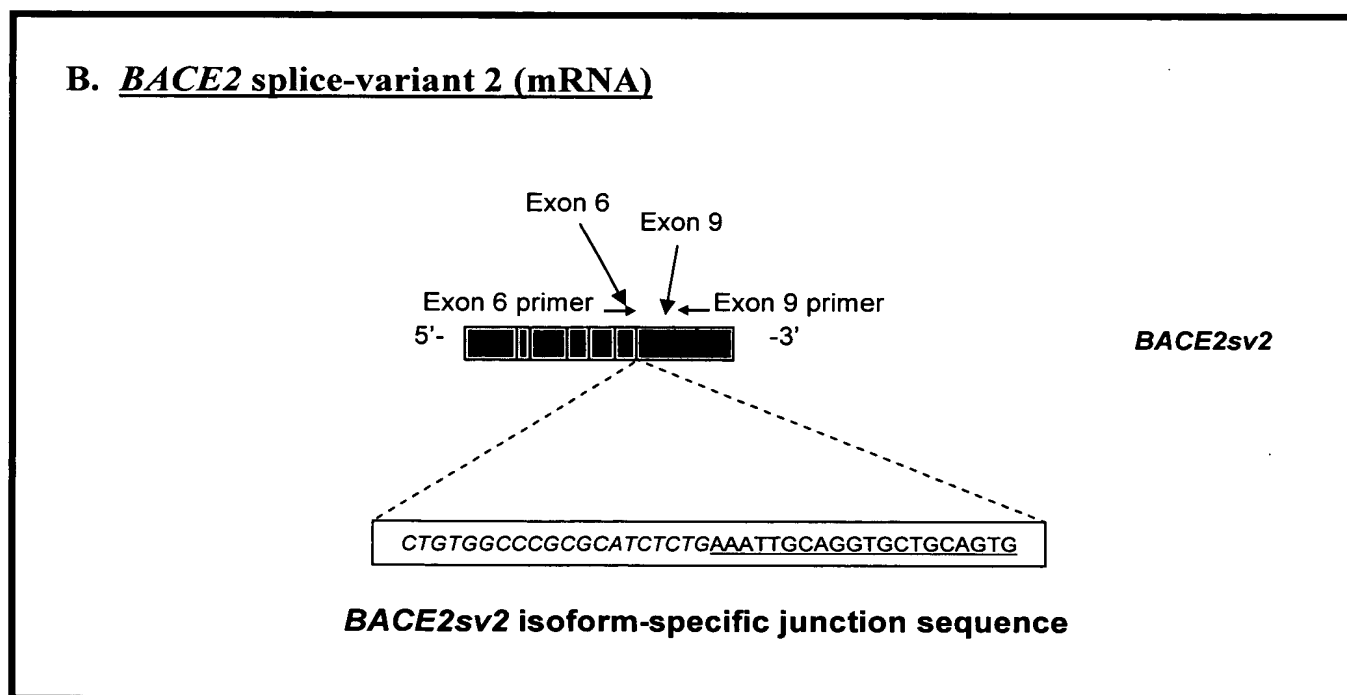 B. BACE2 splice-variant 2 (mRNA)
Exon 6
Exon 9
Exon 6 primer
Exon 9 primer
5'-
-3'
BACE2sv2
CTGTGGCCCGCGCATCTCTGAAATTGCAGGTGCTGCAGTG
BACE2sv2 isoform-specific junction sequence